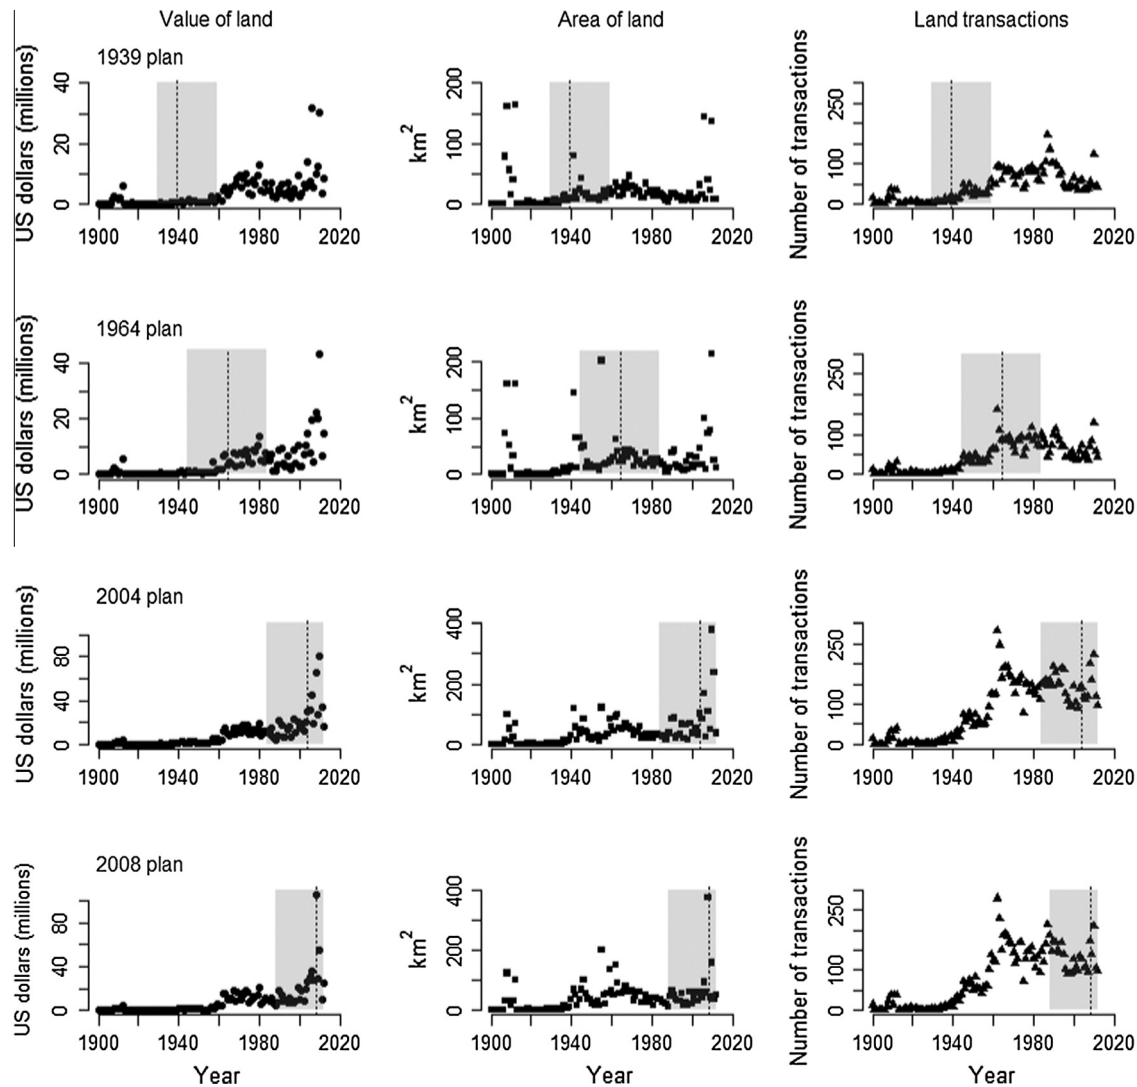 Value of land Area of land Land transactions
1939 plan
US dollars (millions)
40
20
0
1900 1940 1980 2020
km2
200
100
0
1900 1940 1980 2020
Number of transactions
250
100
0
1900 1940 1980 2020
1964 plan
US dollars (millions)
40
20
0
1900 1940 1980 2020
km2
200
100
0
1900 1940 1980 2020
Number of transactions
250
100
0
1900 1940 1980 2020
2004 plan
US dollars (millions)
80
40
0
1900 1940 1980 2020
km2
400
200
0
1900 1940 1980 2020
Number of transactions
250
100
0
1900 1940 1980 2020
2008 plan
US dollars (millions)
80
40
0
1900 1940 1980 2020
km2
400
200
0
1900 1940 1980 2020
Number of transactions
250
100
0
1900 1940 1980 2020
Year Year Year